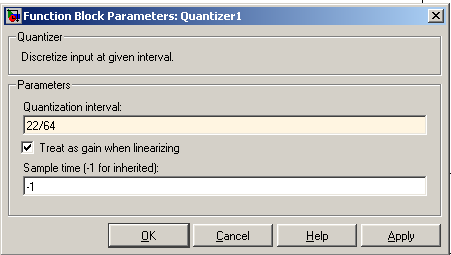 Function Block Parameters: Quantizer1
Quantizer
Discretize input at given interval.
Parameters
Quantization interval:
22/64
Treat as gain when linearizing
Sample time (-1 for inherited):
-1
OK Cancel Help Apply